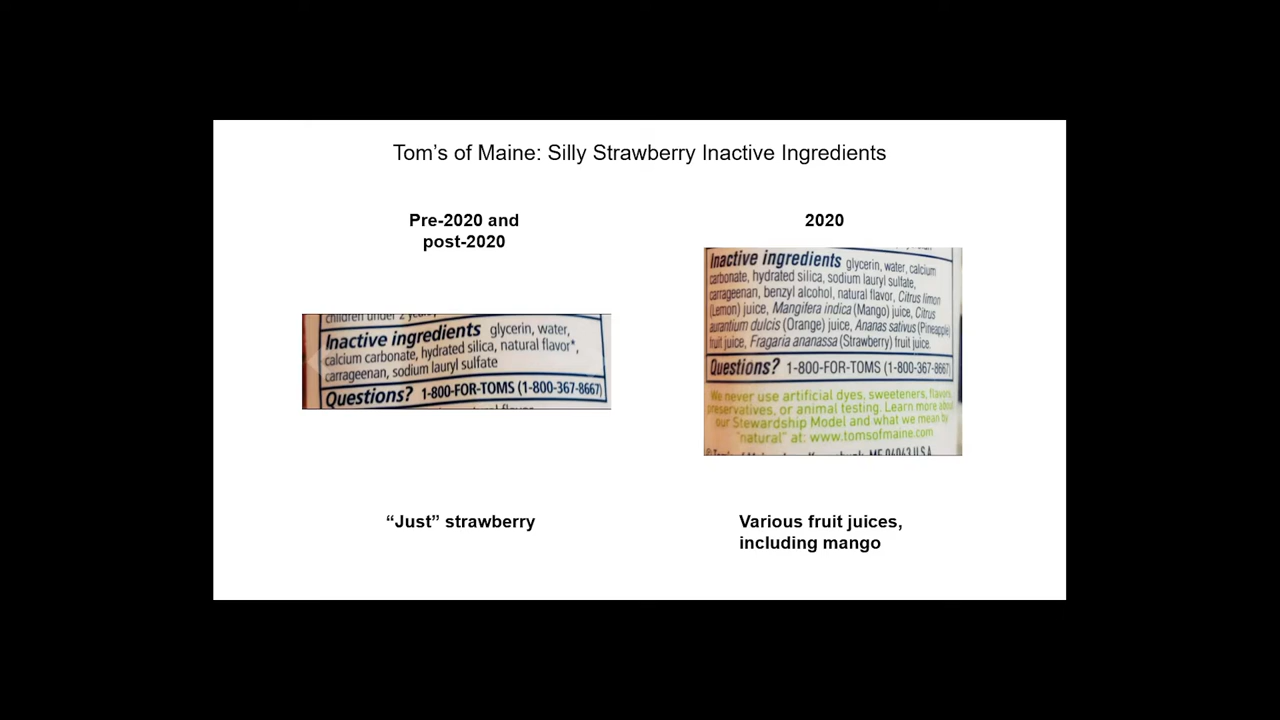 Tom's of Maine: Silly Strawberry Inactive Ingredients
Pre-2020 and
post-2020
children under 2
Inactive ingredients glycerin, water,
calcium carbonate, hydrated silica, natural flavor*,
carrageenan, sodium lauryl sulfate
Questions? 1-800-FOR-TOMS (1-800-367-8667)
“Just” strawberry
2020
Inactive ingredients glycerin, water, calcium
carbonate, hydrated silica, sodium lauryl sulfate,
carrageenan, benzyl alcohol, natural flavor, Citrus limon
(Lemon) juice, Mangifera indica (Mango) juice, Citrus
aurantium dulcis (Orange) juice, Ananas sativus (Pineapple)
fruit juice, Fragaria ananassa (Strawberry) fruit juice.
Questions? 1-800-FOR-TOMS (1-800-367-8667)
We never use artificial dyes, sweeteners, flavors,
preservatives, or animal testing. Learn more about
our Stewardship Model and what we mean by
"natural" at: www.tomsofmaine.com
Various fruit juices,
including mango